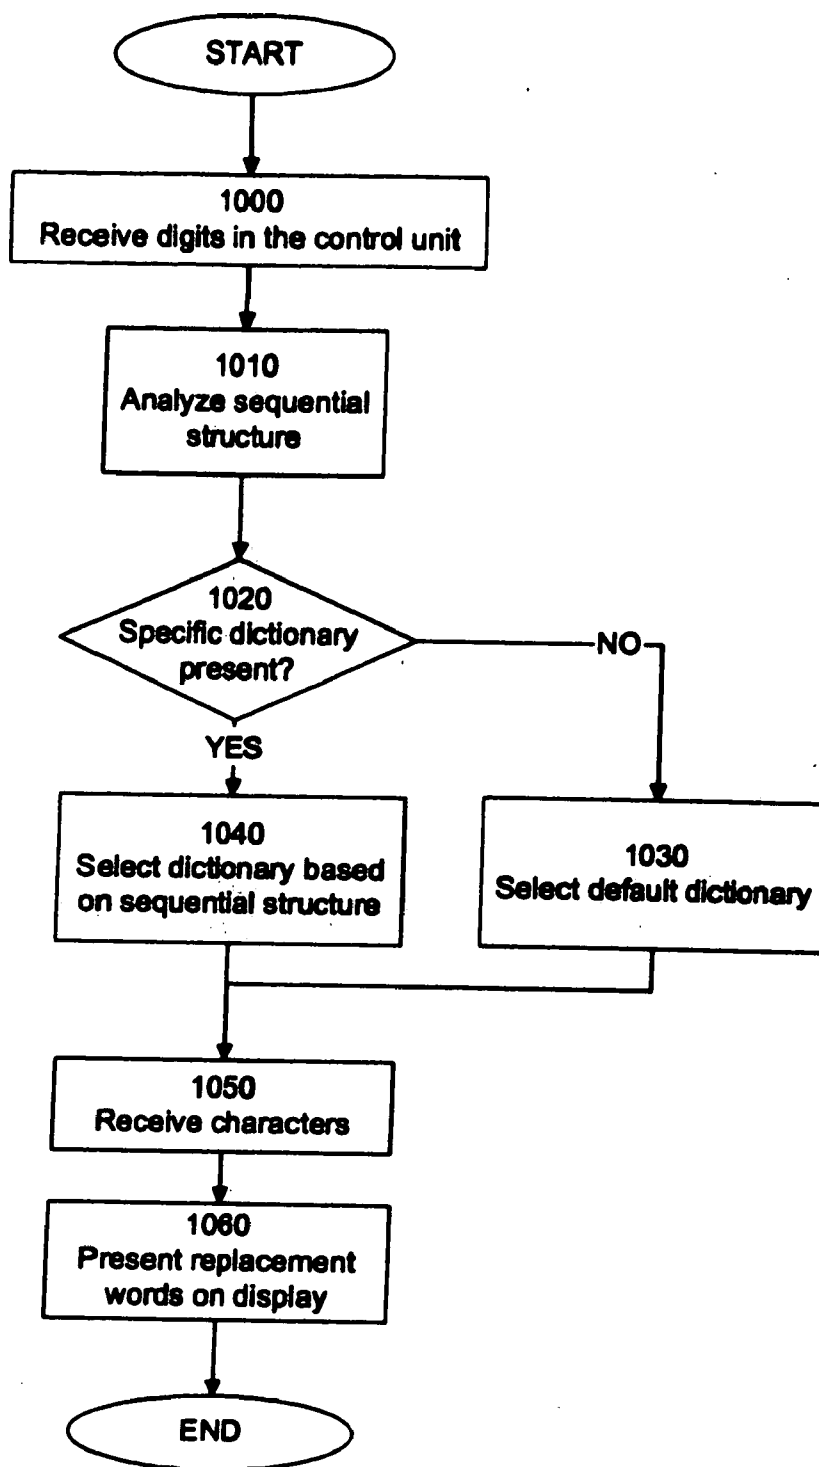 START
1000
Receive digits in the control unit
1010
Analyze sequential
structure
1020
Specific dictionary
present?
NO
YES
1040
Select dictionary based
on sequential structure
1030
Select default dictionary
1050
Receive characters
1060
Present replacement
words on display
END